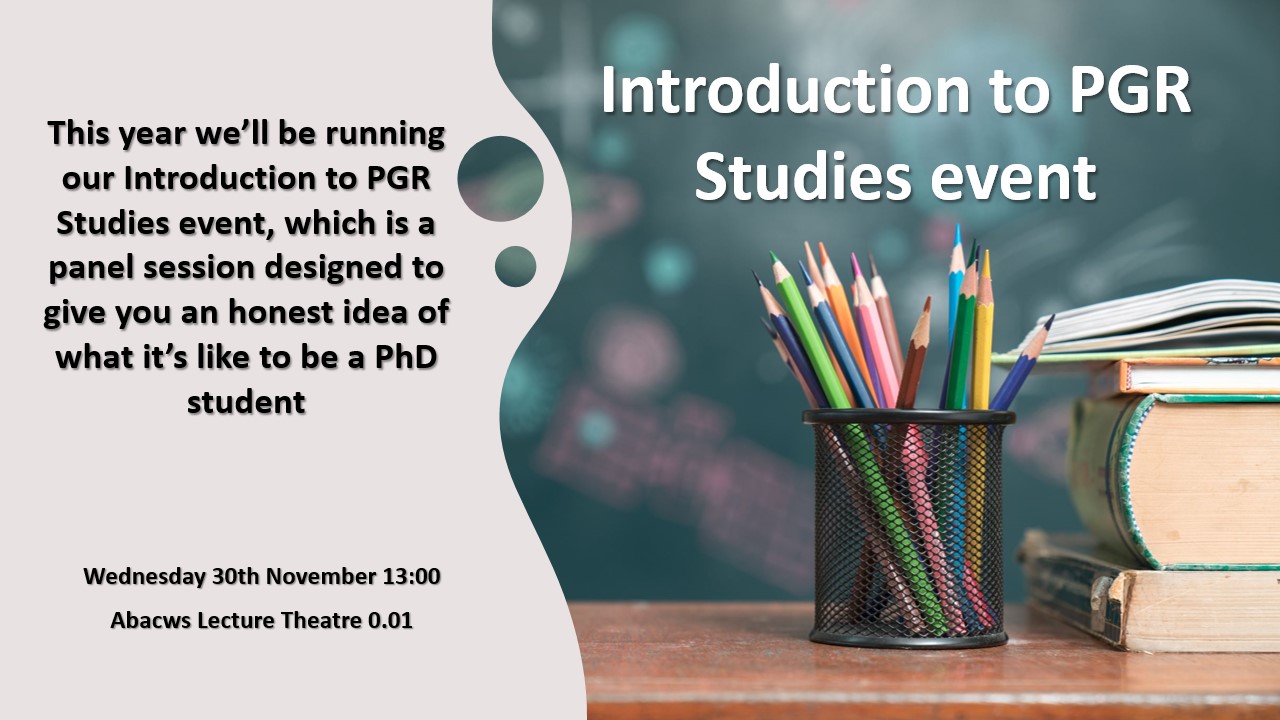 Introduction to PGR
Studies event
This year we’ll be running
our Introduction to PGR
Studies event, which is a
panel session designed to
give you an honest idea of
what it’s like to be a PhD
student
Wednesday 30th November 13:00
Abacws Lecture Theatre 0.01